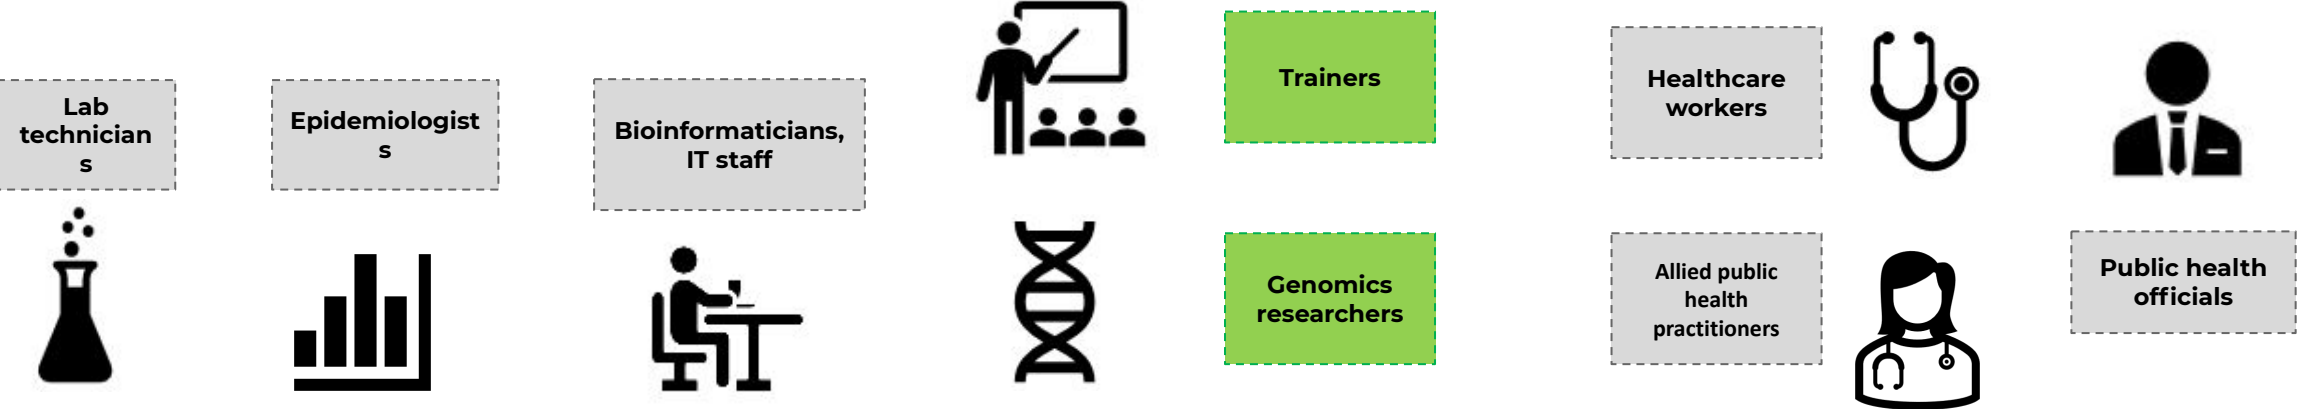 Lab
technician
s
Epidemiologist
s
Bioinformaticians,
IT staff
Trainers
Genomics
researchers
Healthcare
workers
Allied public
health
practitioners
Public health
officials